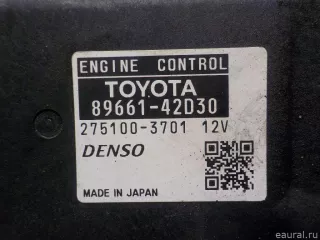 ENGINE CONTROL
TOYOTA
89661-42D30
275100-3701 12V
DENSO
MADE IN JAPAN
eaural.ru